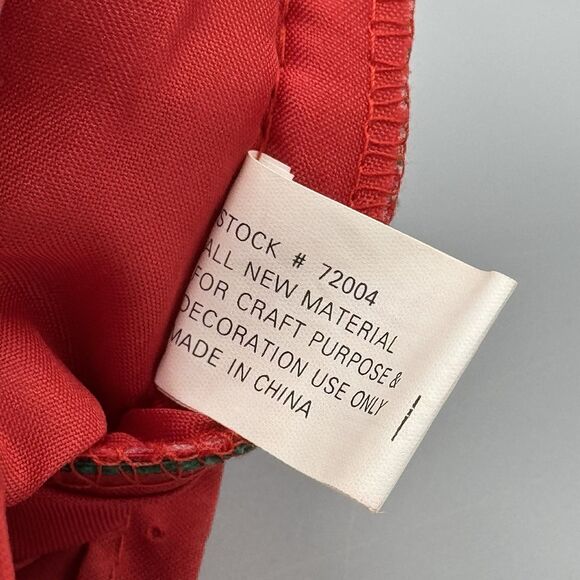 STOCK # 72004
ALL NEW MATERIAL
FOR CRAFT PURPOSE &
DECORATION USE ONLY
MADE IN CHINA